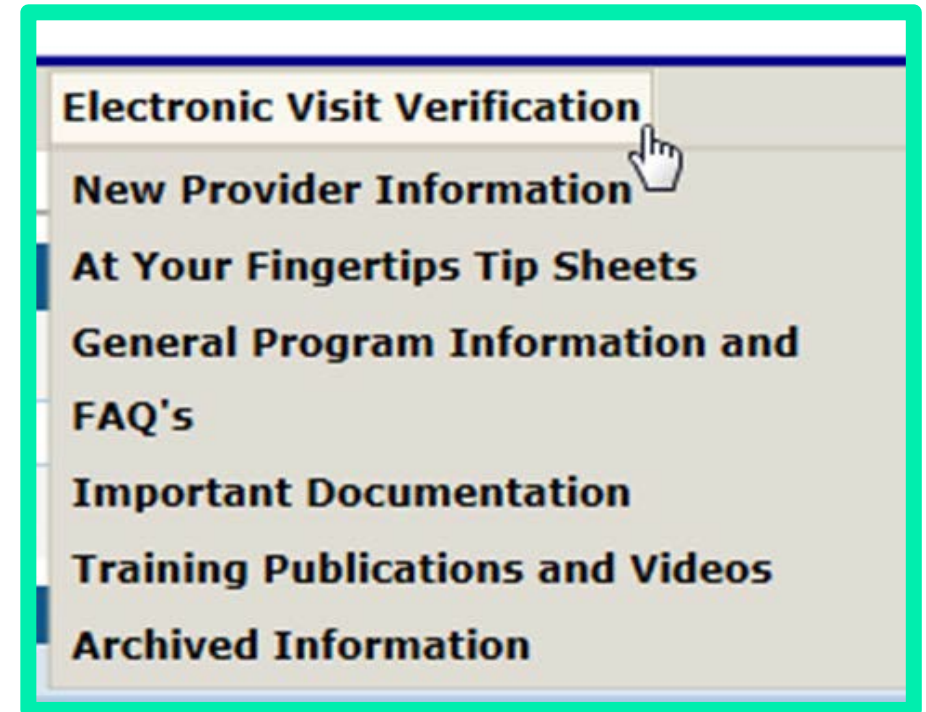 Electronic Visit Verification
New Provider Information
At Your Fingertips Tip Sheets
General Program Information and
FAQ's
Important Documentation
Training Publications and Videos
Archived Information